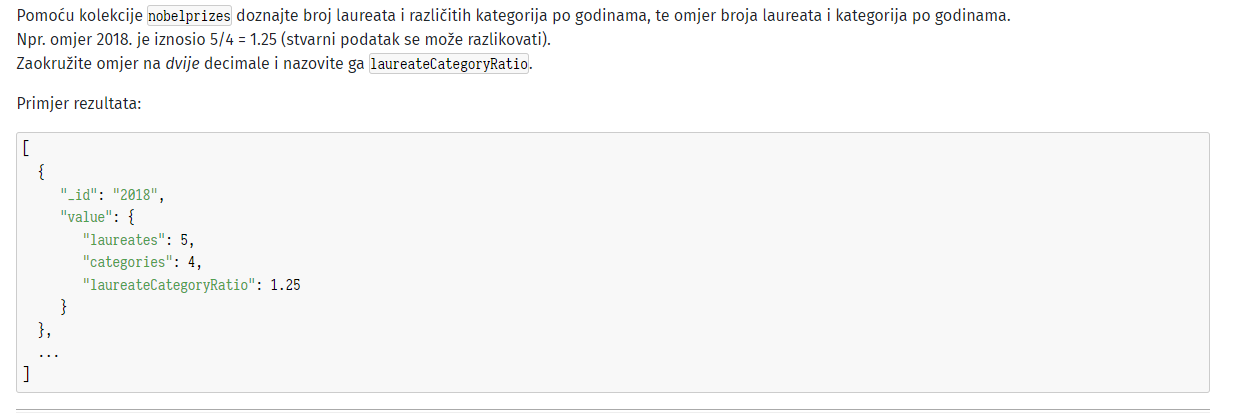 Pomoću kolekcije nobelprizes doznajte broj laureata i različitih kategorija po godinama, te omjer broja laureata i kategorija po godinama.
Npr. omjer 2018. je iznosio 5/4 = 1.25 (stvarni podatak se može razlikovati).
Zaokružite omjer na dvije decimale i nazovite ga laureateCategoryRatio.
Primjer rezultata:
[
{
"_id": "2018",
"value": {
"laureates": 5,
"categories": 4,
"laureateCategoryRatio": 1.25
}
},
...
]